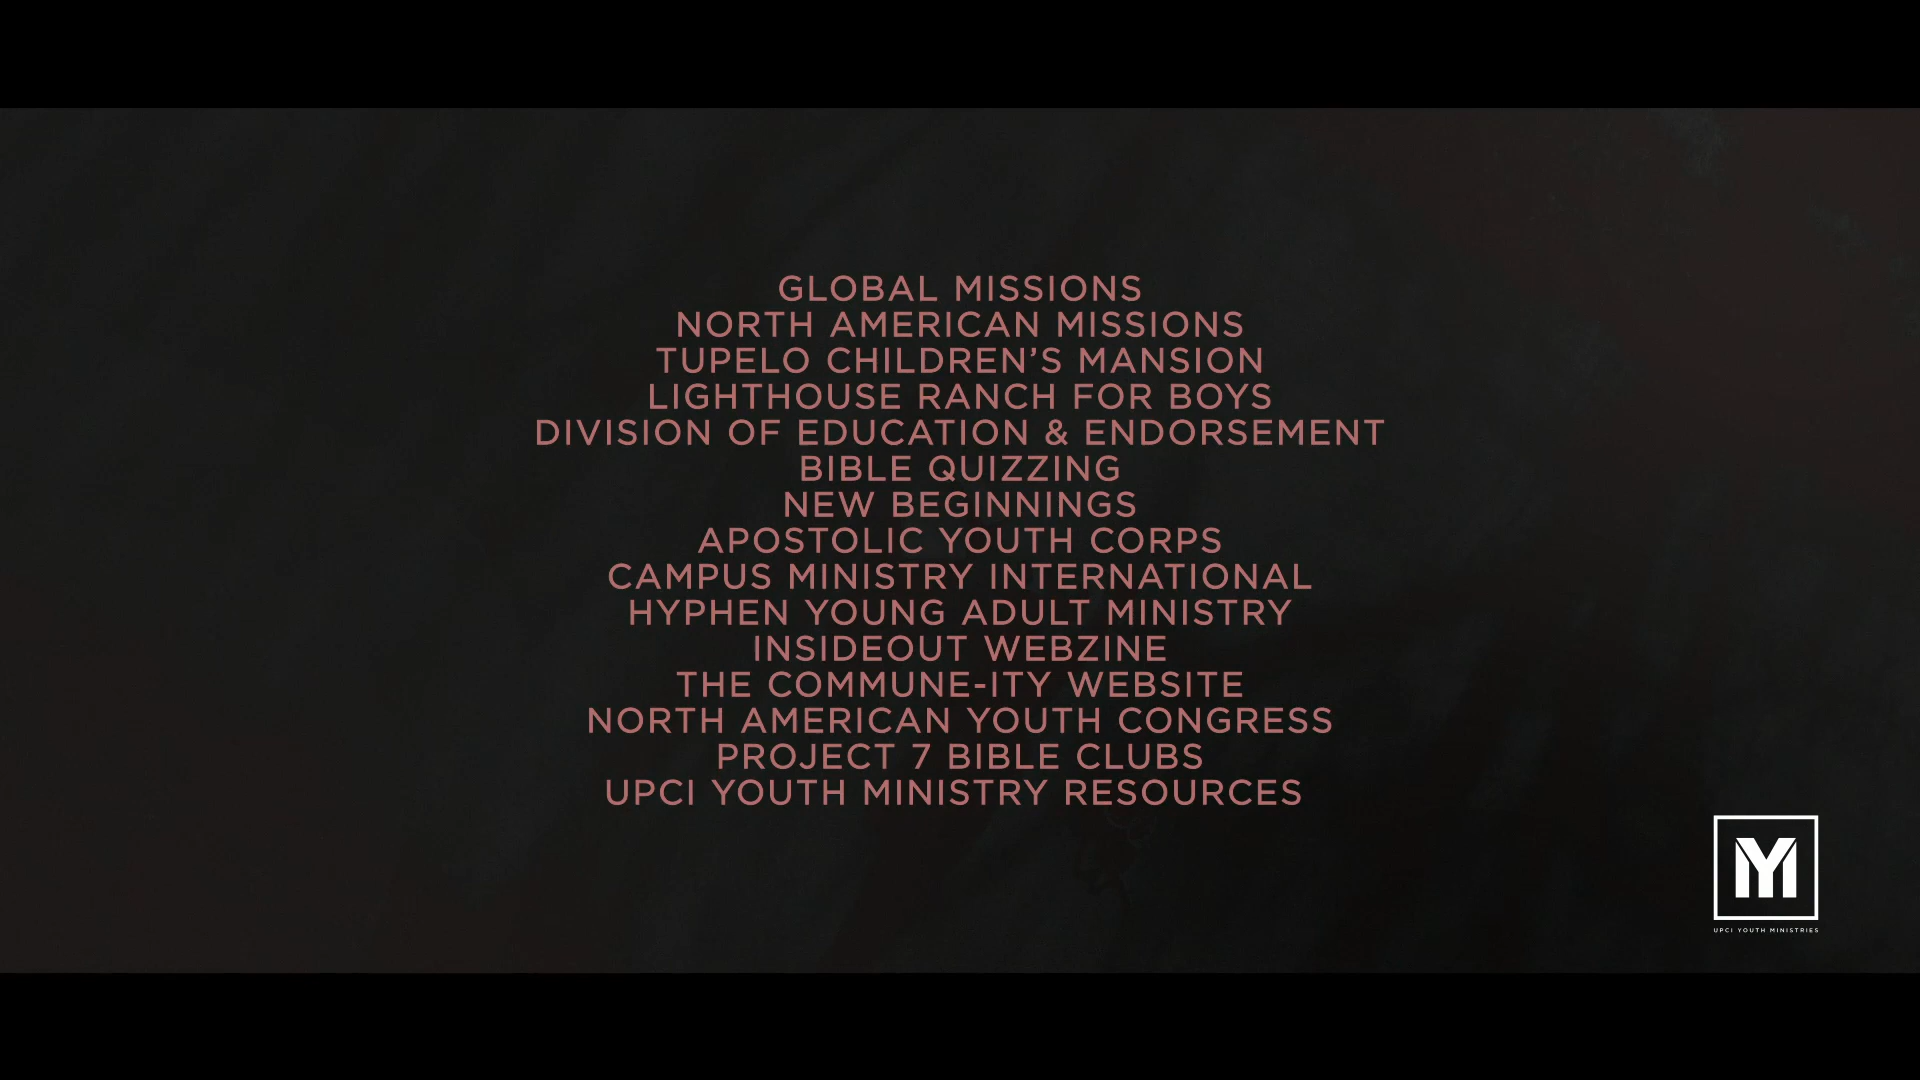 GLOBAL MISSIONS
NORTH AMERICAN MISSIONS
TUPELO CHILDREN’S MANSION
LIGHTHOUSE RANCH FOR BOYS
DIVISION OF EDUCATION & ENDORSEMENT
BIBLE QUIZZING
NEW BEGINNINGS
APOSTOLIC YOUTH CORPS
CAMPUS MINISTRY INTERNATIONAL
HYPHEN YOUNG ADULT MINISTRY
INSIDEOUT WEBZINE
THE COMMUNE-ITY WEBSITE
NORTH AMERICAN YOUTH CONGRESS
PROJECT 7 BIBLE CLUBS
UPCI YOUTH MINISTRY RESOURCES
YM
UPCI YOUTH MINISTRIES